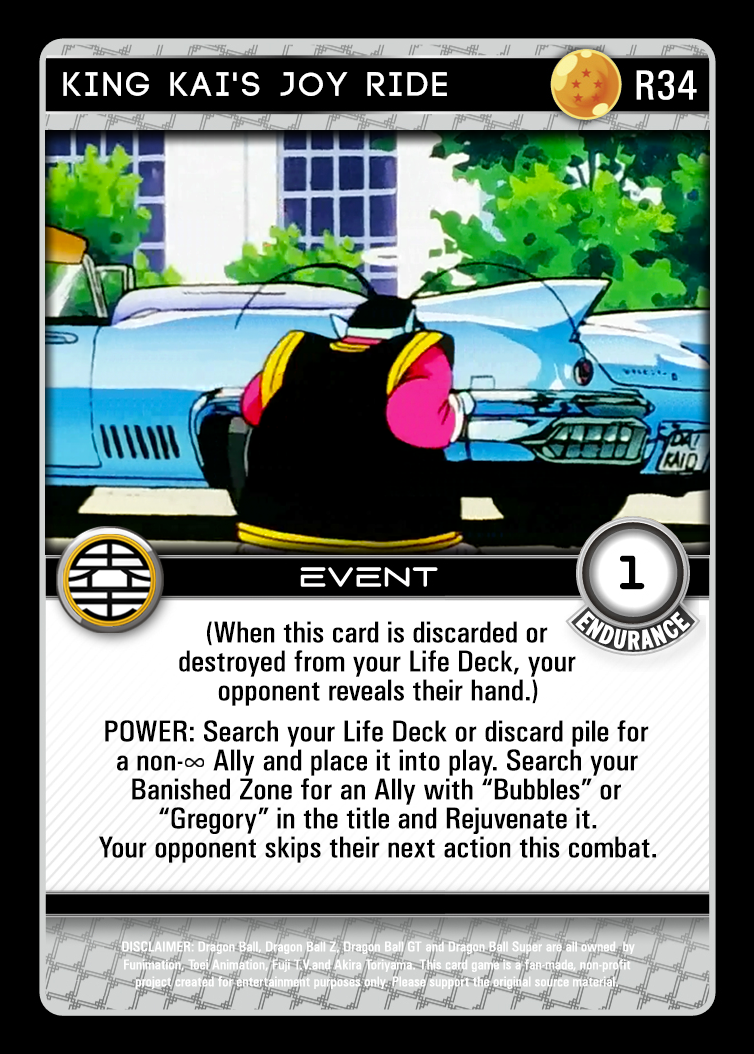 KING KAI'S JOY RIDE
R34
DAI
KAIO
EVENT
1
ENDURANCE
(When this card is discarded or
destroyed from your Life Deck, your
opponent reveals their hand.)
POWER: Search your Life Deck or discard pile for
a non-∞ Ally and place it into play. Search your
Banished Zone for an Ally with “Bubbles” or
“Gregory” in the title and Rejuvenate it.
Your opponent skips their next action this combat.
DISCLAIMER: Dragon Ball, Dragon Ball Z, Dragon Ball GT and Dragon Ball Super are all owned by
Funimation, Toei Animation, Fuji T.V.and Akira Toriyama. This card game is a fan-made, non-profit
project created for entertainment purposes only. Please support the original source material.